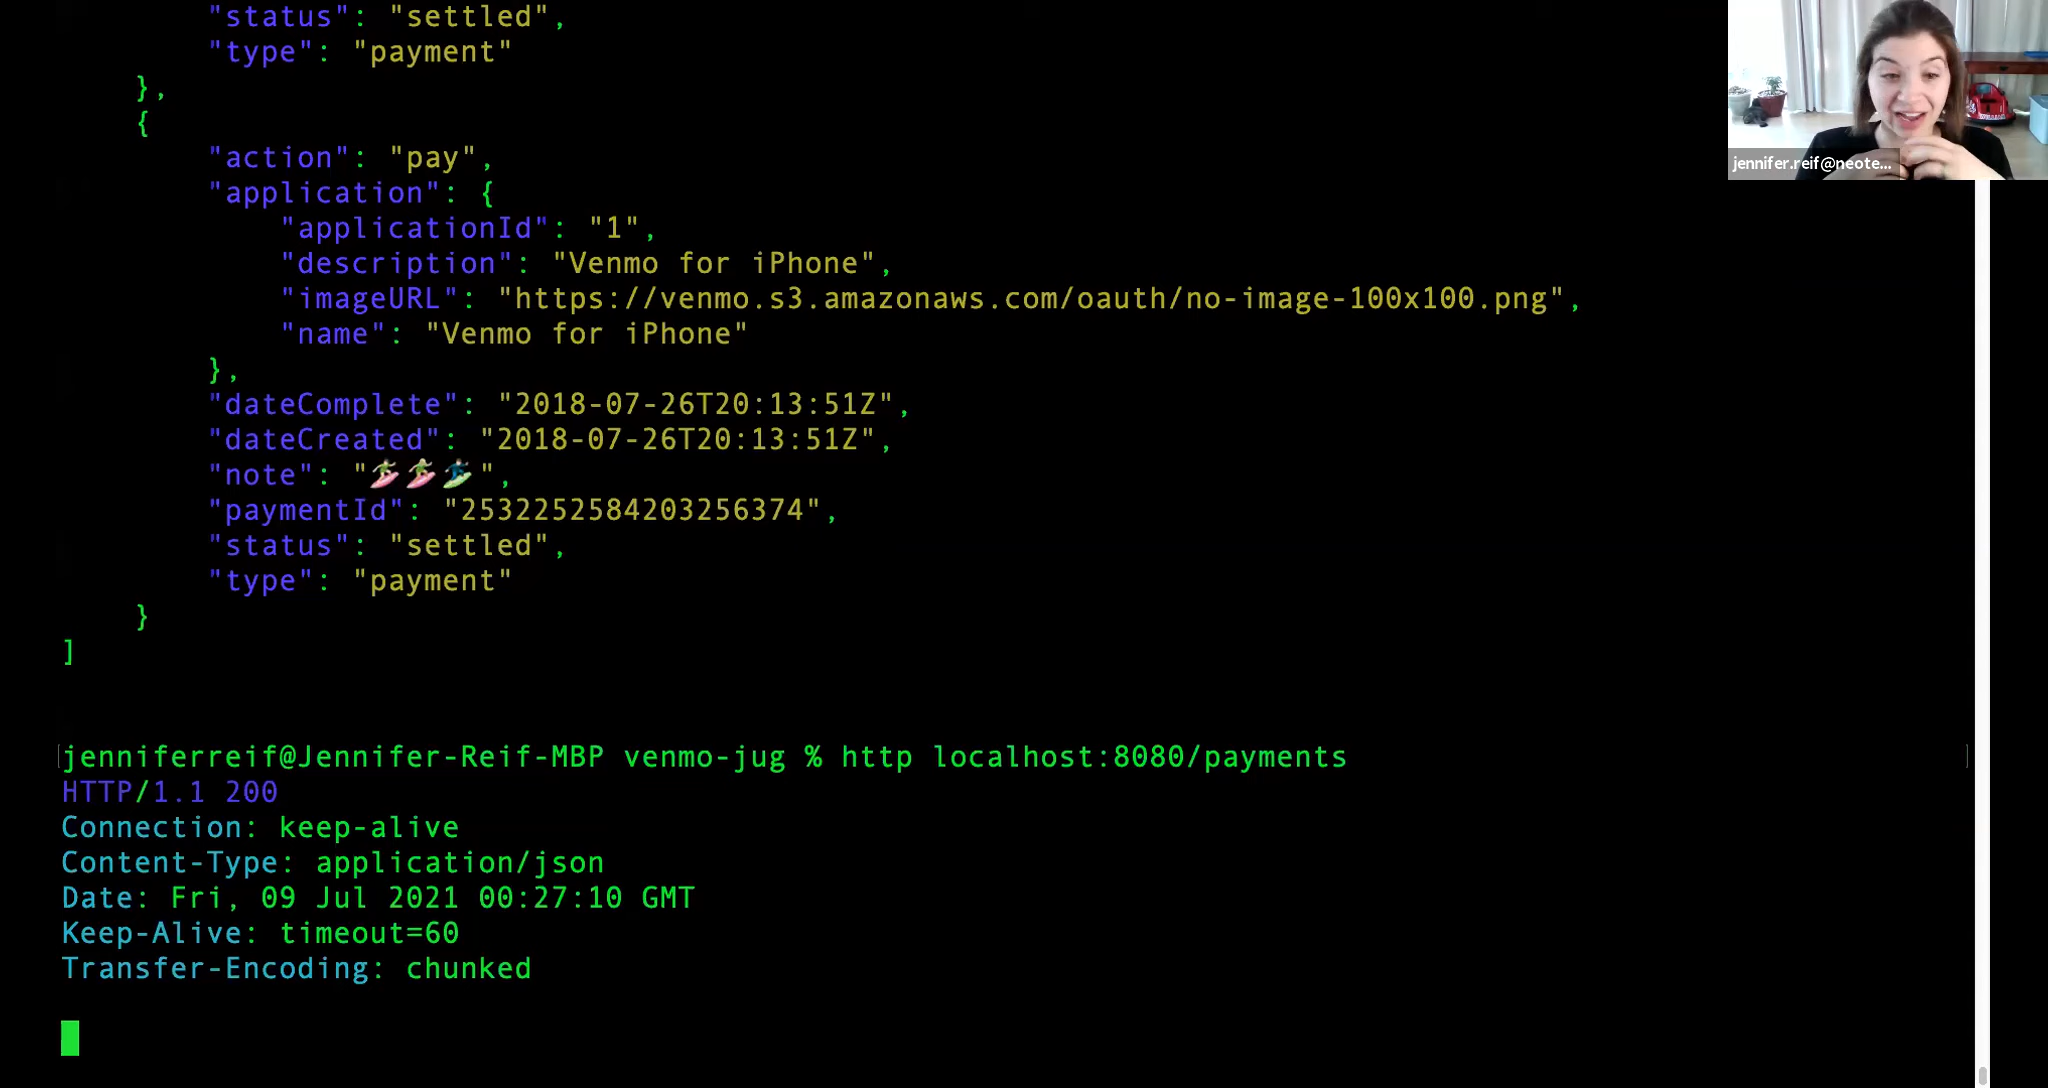 "status": "settled",
"type": "payment"
},
{
"action": "pay",
"application": {
"applicationId": "1",
"description": "Venmo for iPhone",
"imageURL": "https://venmo.s3.amazonaws.com/oauth/no-image-100x100.png",
"name": "Venmo for iPhone"
},
"dateComplete": "2018-07-26T20:13:51Z",
"dateCreated": "2018-07-26T20:13:51Z",
"note": "🏄‍♀️🏄‍♀️🏄‍♂️",
"paymentId": "2532252584203256374",
"status": "settled",
"type": "payment"
}
]
jenniferreif@Jennifer-Reif-MBP venmo-jug % http localhost:8080/payments
HTTP/1.1 200
Connection: keep-alive
Content-Type: application/json
Date: Fri, 09 Jul 2021 00:27:10 GMT
Keep-Alive: timeout=60
Transfer-Encoding: chunked
jennifer.reif@neote...